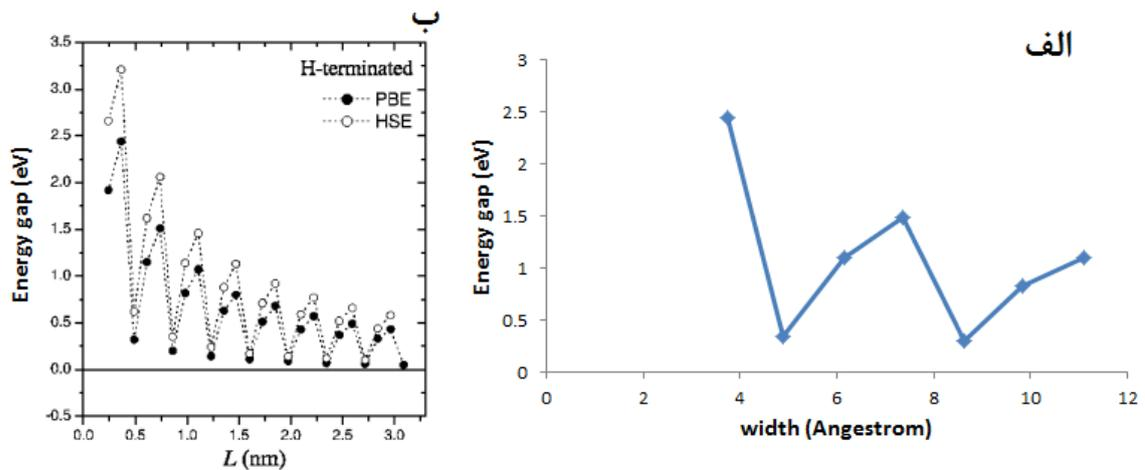 ب
3.5
3.0
2.5
2.0
1.5
1.0
0.5
0.0
-0.5
Energy gap (eV)
H-terminated
PBE
HSE
0.0 0.5 1.0 1.5 2.0 2.5 3.0
L (nm)
الف
3
2.5
2
1.5
1
0.5
0
Energy gap (eV)
0 2 4 6 8 10 12
width (Angestrom)